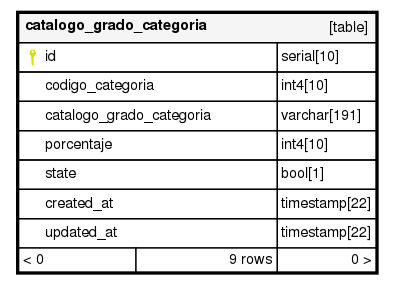 catalogo_grado_categoria [table]
id serial[10]
codigo_categoria int4[10]
catalogo_grado_categoria varchar[191]
porcentaje int4[10]
state bool[1]
created_at timestamp[22]
updated_at timestamp[22]
< 0 9 rows 0 >